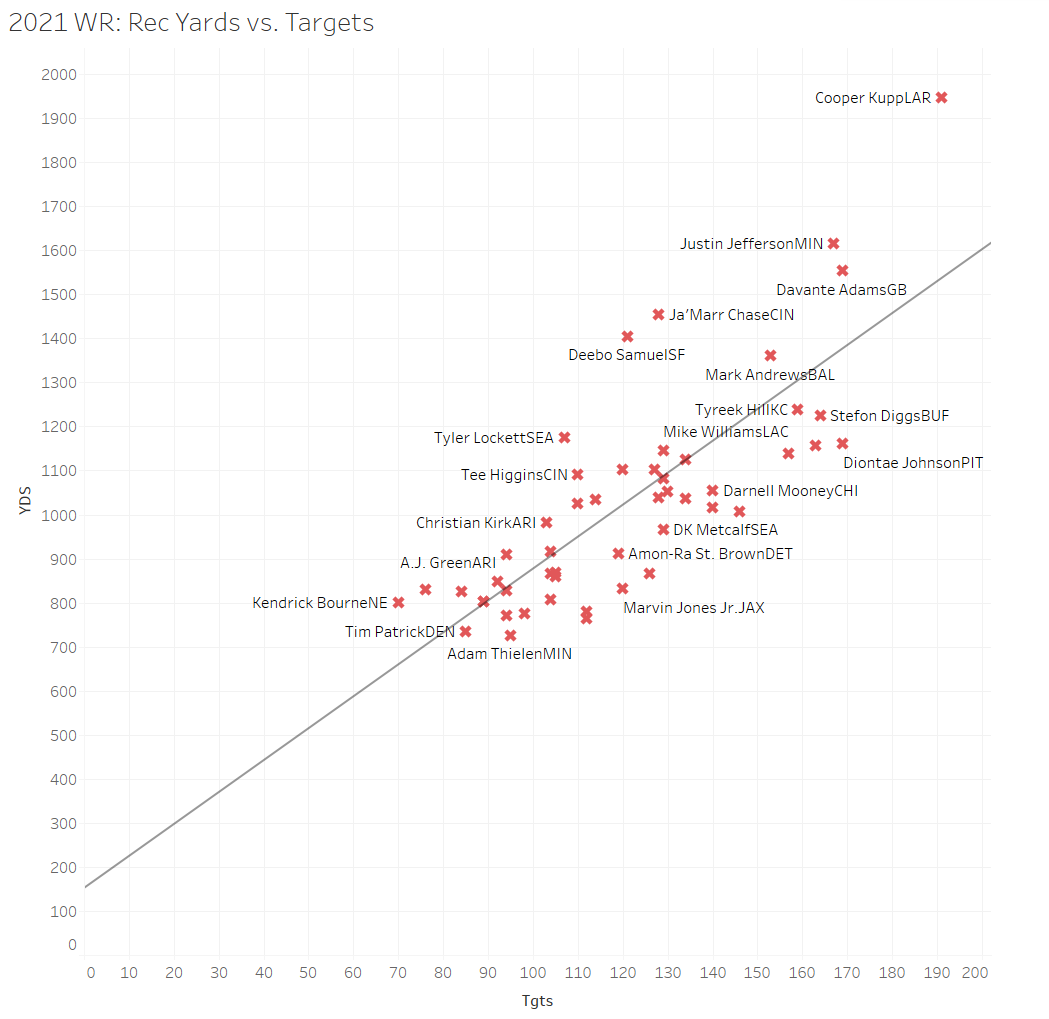 2021 WR: Rec Yards vs. Targets
2000
Cooper KuppLAR
1900
1800
1700
1600
Justin JeffersonMIN
1500
Davante AdamsGB
Ja'Marr ChaseCIN
1400
Deebo SamuelSF
1300
Mark AndrewsBAL
Tyreek HillKC
Stefon DiggsBUF
1200
Mike WilliamsLAC
Tyler LockettSEA
1100
Diontae JohnsonPIT
Tee HigginsCIN
Darnell MooneyCHI
YDS
1000
Christian KirkARI
DK MetcalfSEA
900
A.J. GreenARI
Amon-Ra St. BrownDET
800
Kendrick BourneNE
Marvin Jones Jr.JAX
700
Tim PatrickDEN
Adam ThielenMIN
600
500
400
300
200
100
0
0 10 20 30 40 50 60 70 80 90 100 110 120 130 140 150 160 170 180 190 200
Tgts